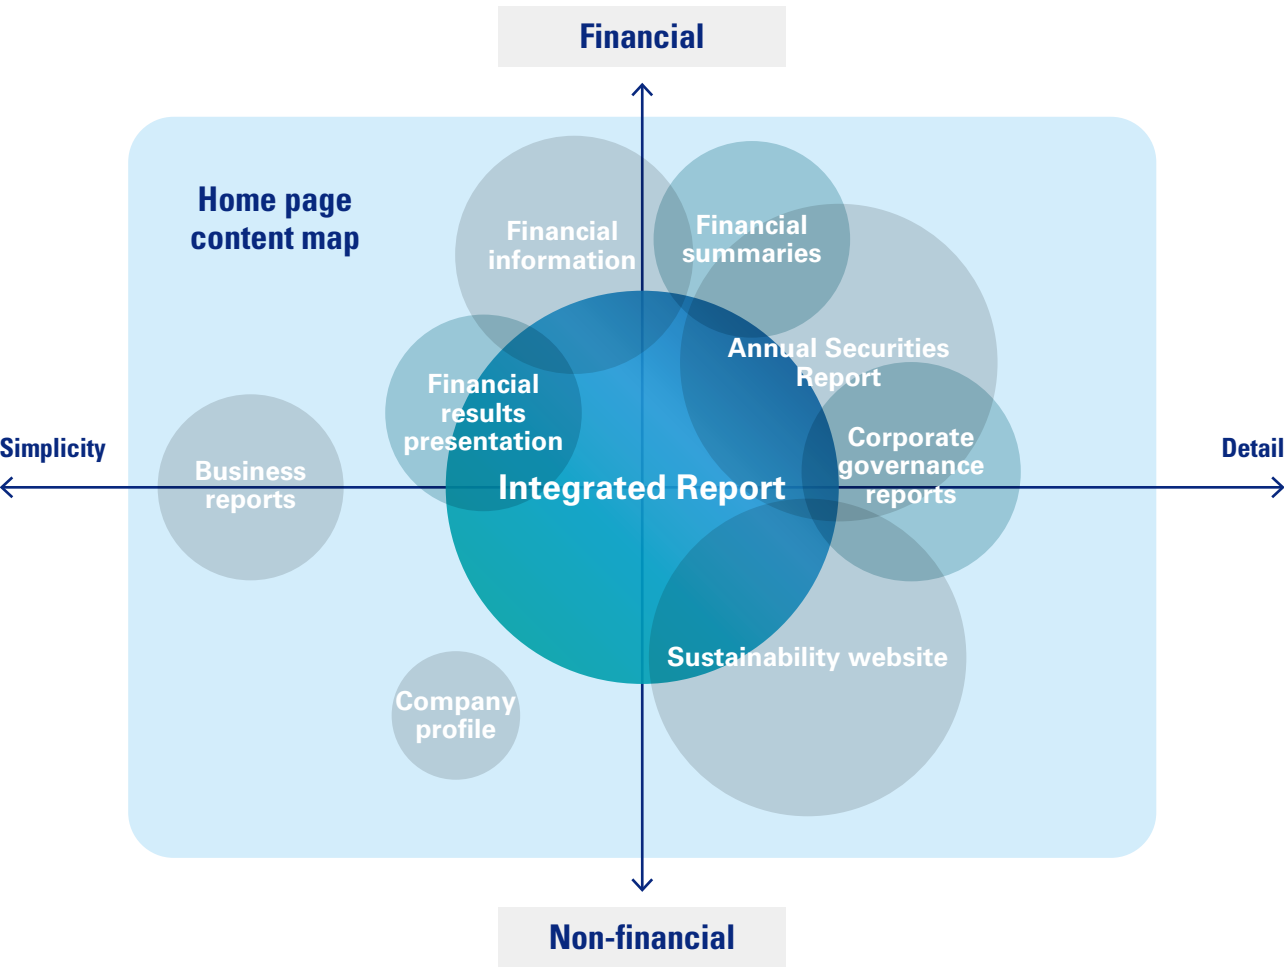 Financial
Home page
content map
Financial
information
Financial
summaries
Annual Securities
Report
Financial
results
presentation
Corporate
governance
reports
Simplicity
Detail
Business
reports
Integrated Report
Sustainability website
Company
profile
Non-financial